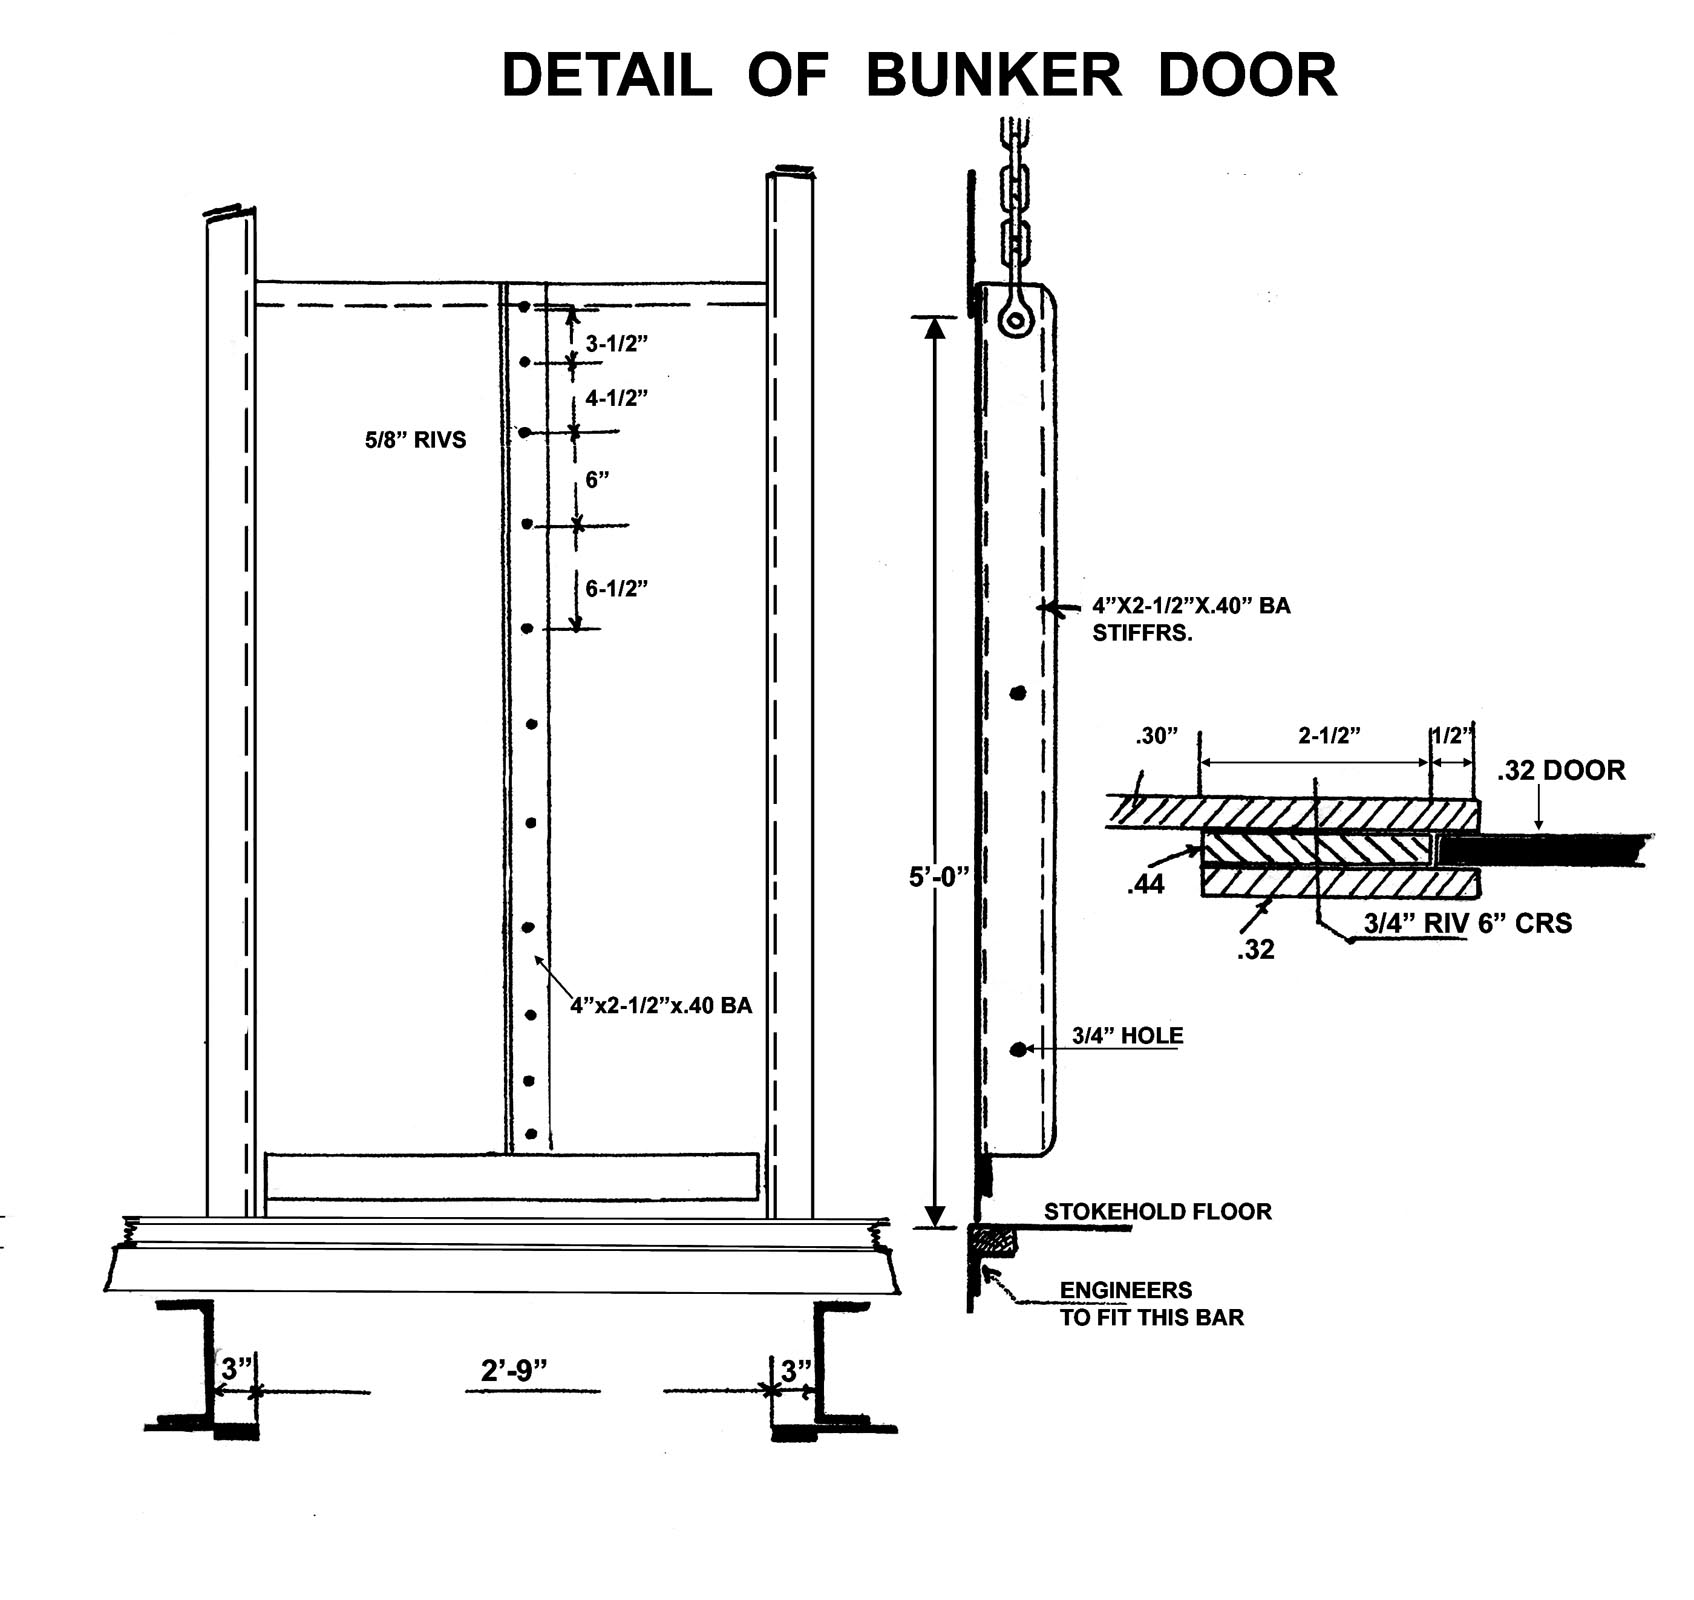 DETAIL OF BUNKER DOOR
3-1/2”
4-1/2”
5/8” RIVS
6”
6-1/2”
4”X2-1/2”X.40” BA
STIFFRS.
.30”
2-1/2”
1/2”
.32 DOOR
5’-0”
.44
3/4” RIV 6” CRS
.32
4”x2-1/2”x.40 BA
3/4” HOLE
STOKEHOLD FLOOR
ENGINEERS
TO FIT THIS BAR
3”
2’-9”
3”